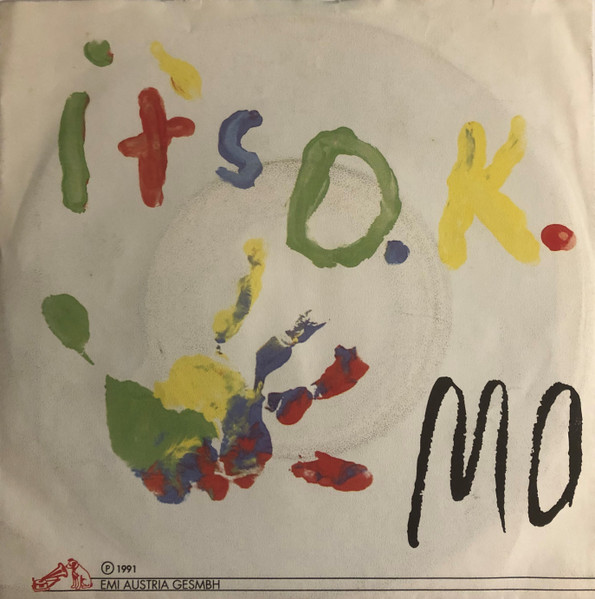 it's O.K.
MO
Ⓟ 1991
EMI AUSTRIA GESMBH